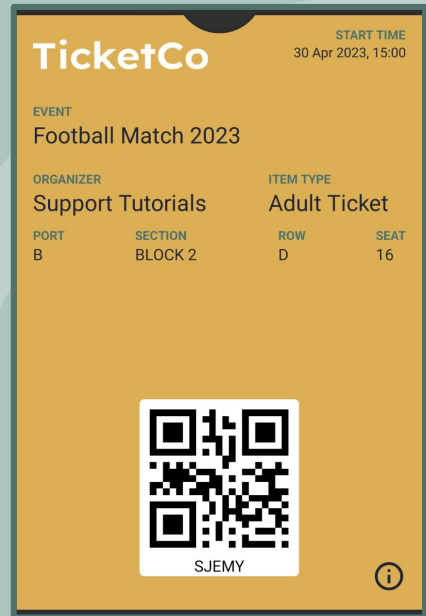 TicketCo
START TIME
30 Apr 2023, 15:00
EVENT
Football Match 2023
ORGANIZER ITEM TYPE
Support Tutorials Adult Ticket
PORT SECTION ROW SEAT
B BLOCK 2 D 16
SJEMY